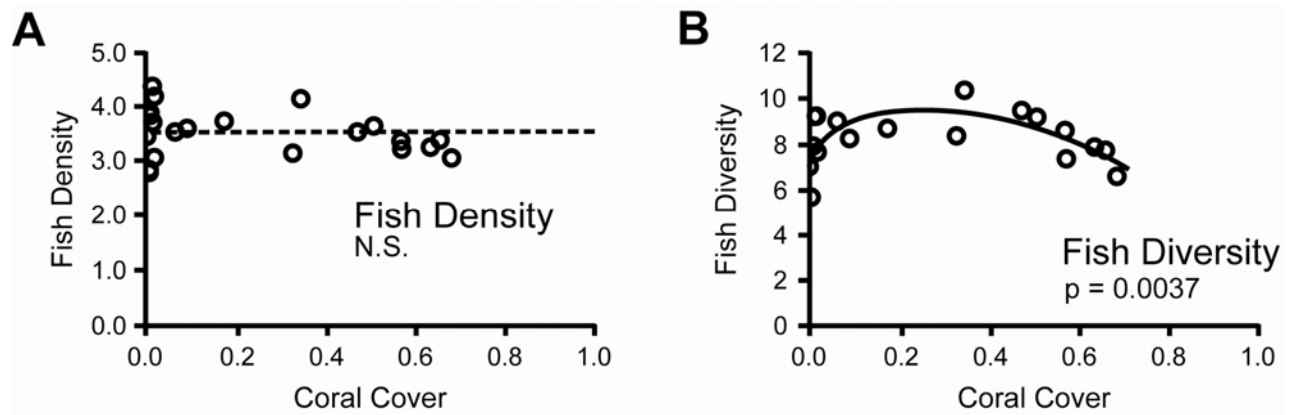 A
5.0
4.0
3.0
2.0
1.0
0.0
Fish Density
Fish Density
N.S.
0.0 0.2 0.4 0.6 0.8 1.0
Coral Cover
B
12
10
8
6
4
2
0
Fish Diversity
Fish Diversity
p = 0.0037
0.0 0.2 0.4 0.6 0.8 1.0
Coral Cover